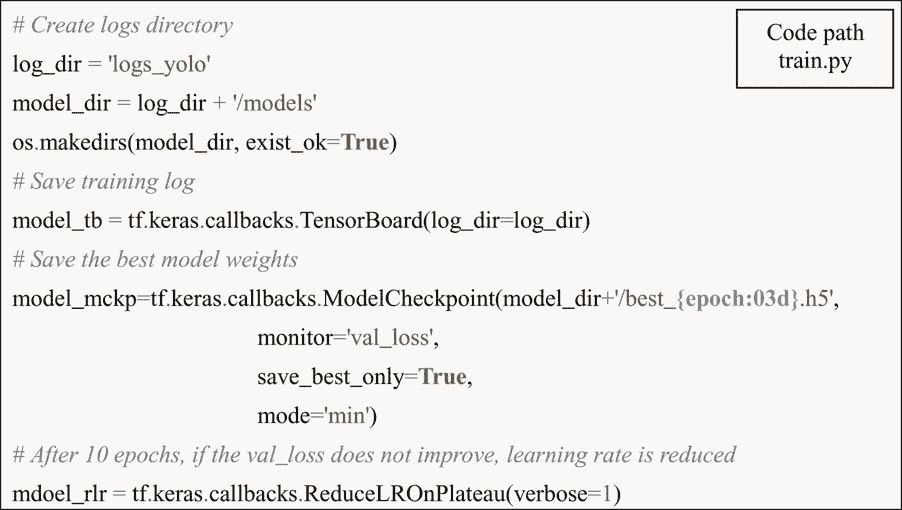 # Create logs directory
log_dir = 'logs_yolo'
model_dir = log_dir + '/models'
os.makedirs(model_dir, exist_ok=True)
# Save training log
model_tb = tf.keras.callbacks.TensorBoard(log_dir=log_dir)
# Save the best model weights
model_mckp=tf.keras.callbacks.ModelCheckpoint(model_dir+'/best_{epoch:03d}.h5',
monitor='val_loss',
save_best_only=True,
mode='min')
# After 10 epochs, if the val_loss does not improve, learning rate is reduced
mdoel_rlr = tf.keras.callbacks.ReduceLROnPlateau(verbose=1)
Code path
train.py